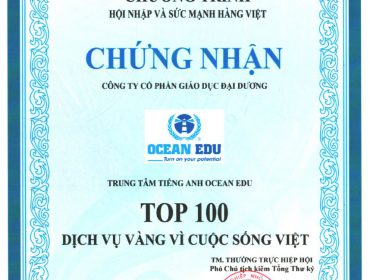 CHƯƠNG TRÌNH
HỘI NHẬP VÀ SỨC MẠNH HÀNG VIỆT
CHỨNG NHẬN
CÔNG TY CỔ PHẦN GIÁO DỤC ĐẠI DƯƠNG
OCEAN EDU
Turn on your potential
TRUNG TÂM TIẾNG ANH OCEAN EDU
TOP 100
DỊCH VỤ VÀNG VÌ CUỘC SỐNG VIỆT
TM. THƯỜNG TRỰC HIỆP HỘI
Phó Chủ tịch kiêm Tổng Thư ký